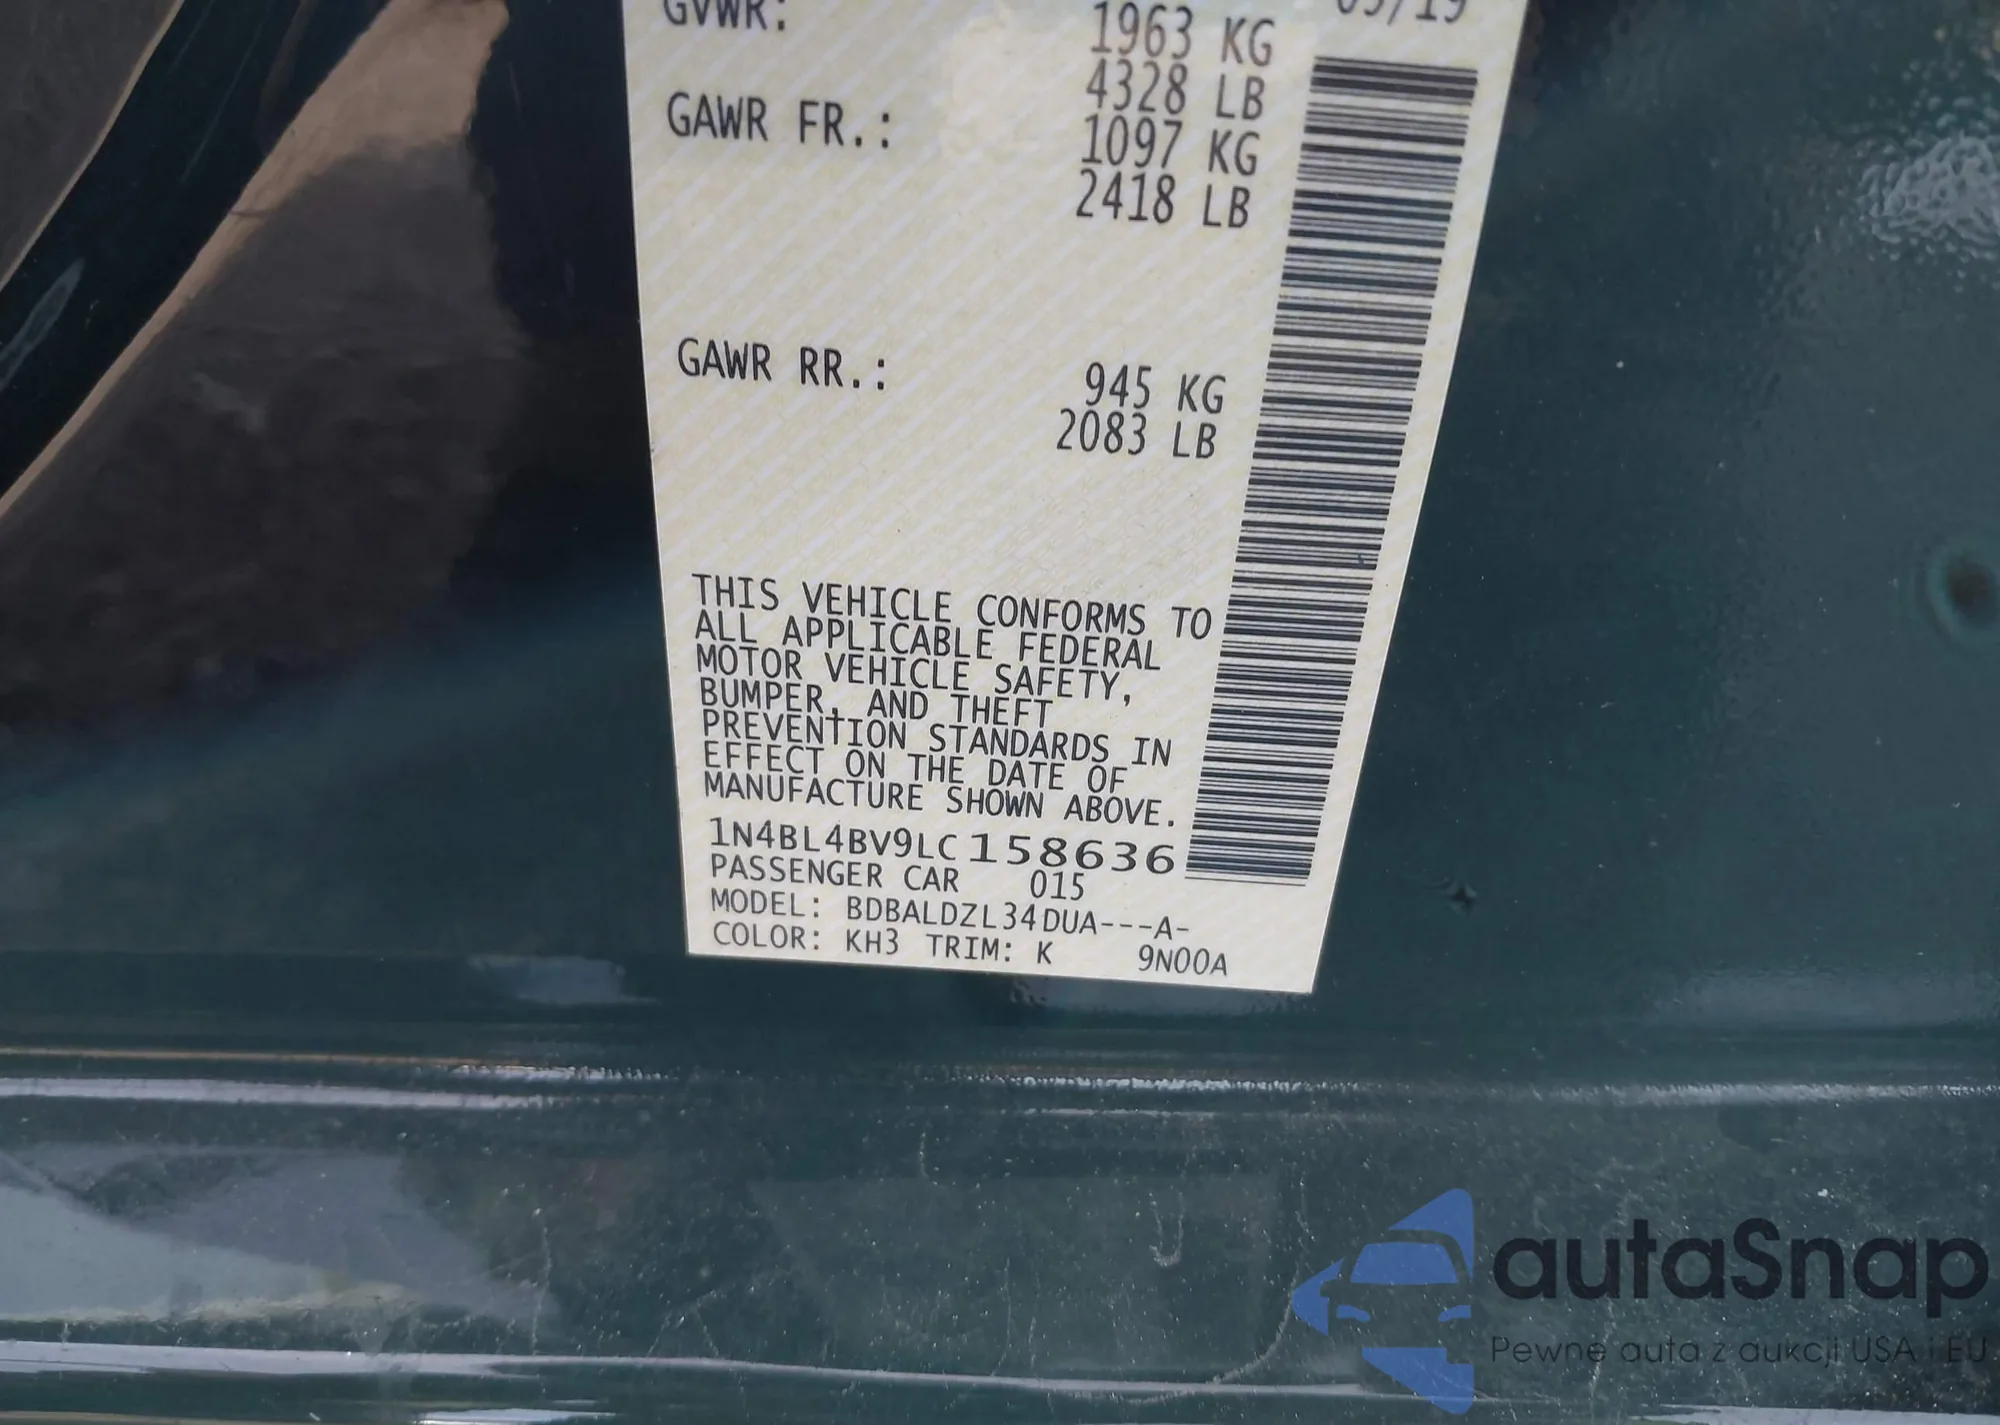 GVWR: 1963 KG
4328 LB
GAWR FR.: 1097 KG
2418 LB
GAWR RR.: 945 KG
2083 LB
THIS VEHICLE CONFORMS TO
ALL APPLICABLE FEDERAL
MOTOR VEHICLE SAFETY,
BUMPER, AND THEFT
PREVENTION STANDARDS IN
EFFECT ON THE DATE OF
MANUFACTURE SHOWN ABOVE.
1N4BL4BV9LC158636
PASSENGER CAR 015
MODEL: BDBALDZL34DUA---A-
COLOR: KH3 TRIM: K 9N00A
autaSnap
Pewne auta z aukcji USA i EU